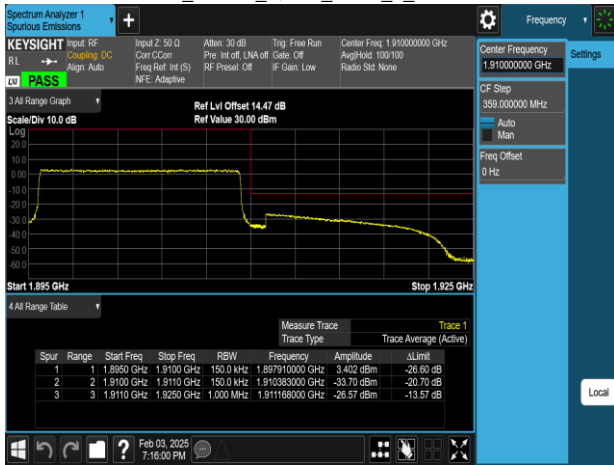 Spectrum Analyzer 1
Spurious Emissions
+
Frequency
KEYSIGHT
RL
LXI
PASS
Input: RF
Coupling: DC
Align: Auto
Input Z: 50 Ω
Corr CCorr
Freq Ref: Int (S)
NFE: Adaptive
Atten: 30 dB
Pre: Int off, LNA off
RF Preset: Off
Trig: Free Run
Gate: Off
IF Gain: Low
Center Freq: 1.910000000 GHz
Avg|Hold: 100/100
Radio Std: None
Center Frequency
1.910000000 GHz
Settings
CF Step
359.000000 MHz
Auto
Man
Freq Offset
0 Hz
3 All Range Graph
Scale/Div 10.0 dB
Ref Lvl Offset 14.47 dB
Ref Value 30.00 dBm
Log
20.0
10.0
0.00
-10.0
-20.0
-30.0
-40.0
-50.0
-60.0
Start 1.895 GHz
Stop 1.925 GHz
4 All Range Table
Measure Trace Trace 1
Trace Type Trace Average (Active)
Spur Range Start Freq Stop Freq RBW Frequency Amplitude ΔLimit
1 1 1.8950 GHz 1.9100 GHz 150.0 kHz 1.897910000 GHz 3.402 dBm -26.60 dB
2 2 1.9100 GHz 1.9110 GHz 150.0 kHz 1.910383000 GHz -33.70 dBm -20.70 dB
3 3 1.9110 GHz 1.9250 GHz 1.000 MHz 1.911168000 GHz -26.57 dBm -13.57 dB
Local
?
Feb 03, 2025
7:16:00 PM